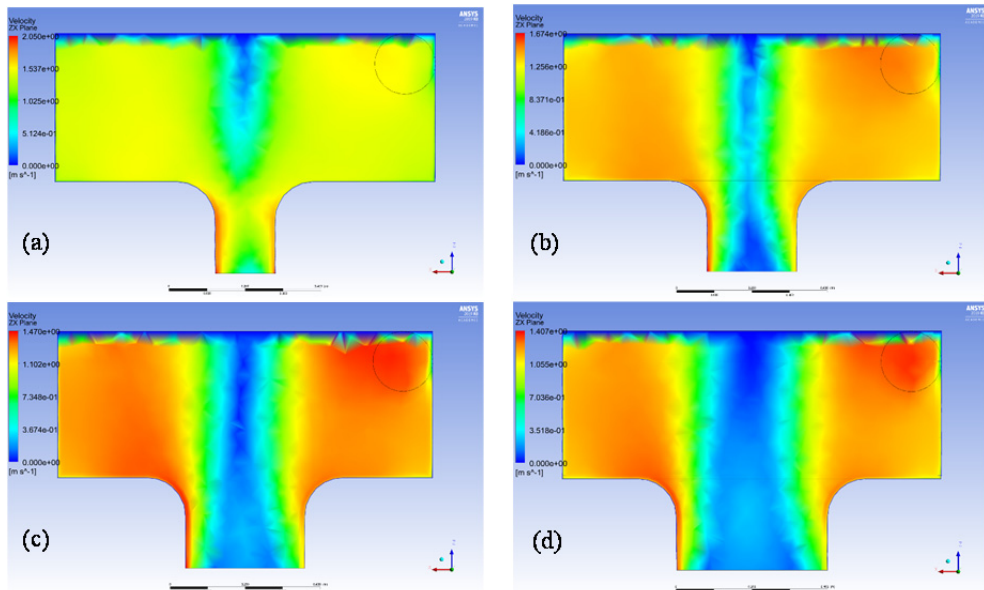 Velocity
ZX Plane
2.050e+00
1.537e+00
1.025e+00
5.124e-01
0.000e+00
[m s^-1]
ANSYS
(a)
Velocity
ZX Plane
1.674e+00
1.256e+00
8.371e-01
4.186e-01
0.000e+00
[m s^-1]
ANSYS
(b)
Velocity
ZX Plane
1.470e+00
1.102e+00
7.348e-01
3.674e-01
0.000e+00
[m s^-1]
ANSYS
(c)
Velocity
ZX Plane
1.407e+00
1.055e+00
7.036e-01
3.518e-01
0.000e+00
[m s^-1]
ANSYS
(d)